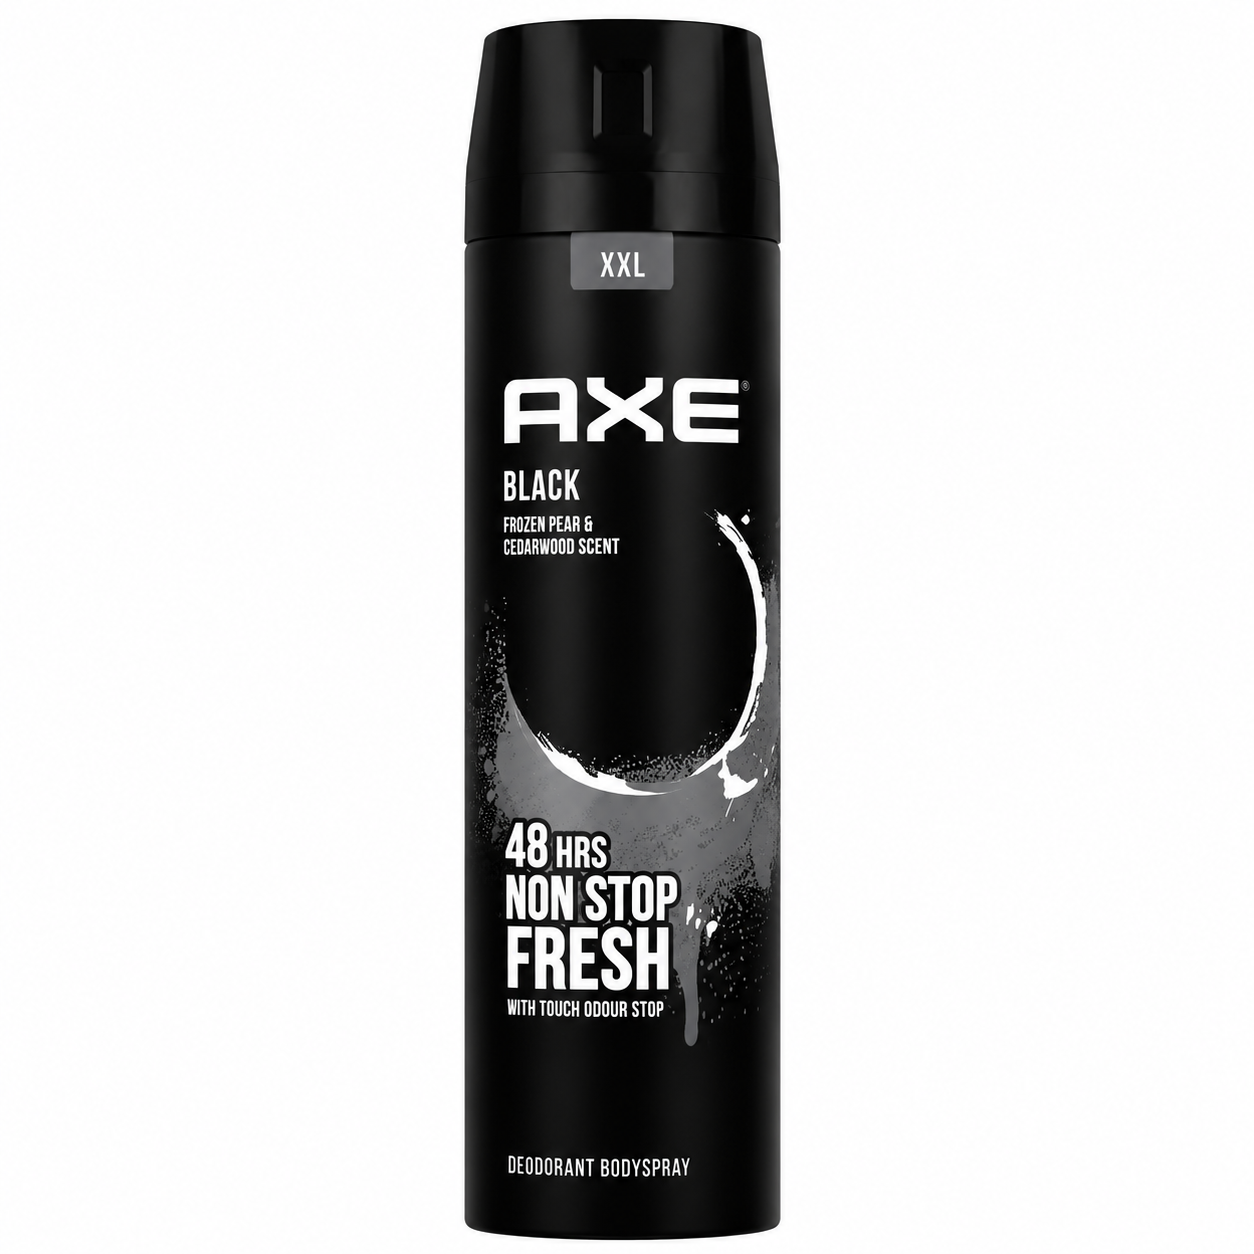 XXL
AXE®
BLACK
FROZEN PEAR &
CEDARWOOD SCENT
48 HRS
NON STOP
FRESH
WITH TOUCH ODOUR STOP
DEODORANT BODYSPRAY